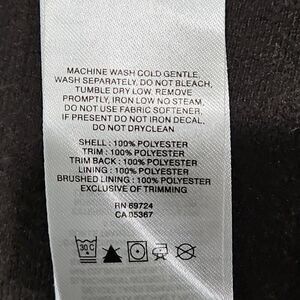 MACHINE WASH COLD GENTLE,
WASH SEPARATELY, DO NOT BLEACH,
TUMBLE DRY LOW. REMOVE
PROMPTLY, IRON LOW NO STEAM,
DO NOT USE FABRIC SOFTENER,
IF PRESENT DO NOT IRON DECAL,
DO NOT DRYCLEAN
SHELL : 100% POLYESTER
TRIM : 100% POLYESTER
TRIM BACK : 100% POLYESTER
LINING : 100% POLYESTER
BRUSHED LINING : 100% POLYESTER
EXCLUSIVE OF TRIMMING
RN 69724
CA 05367
30 C